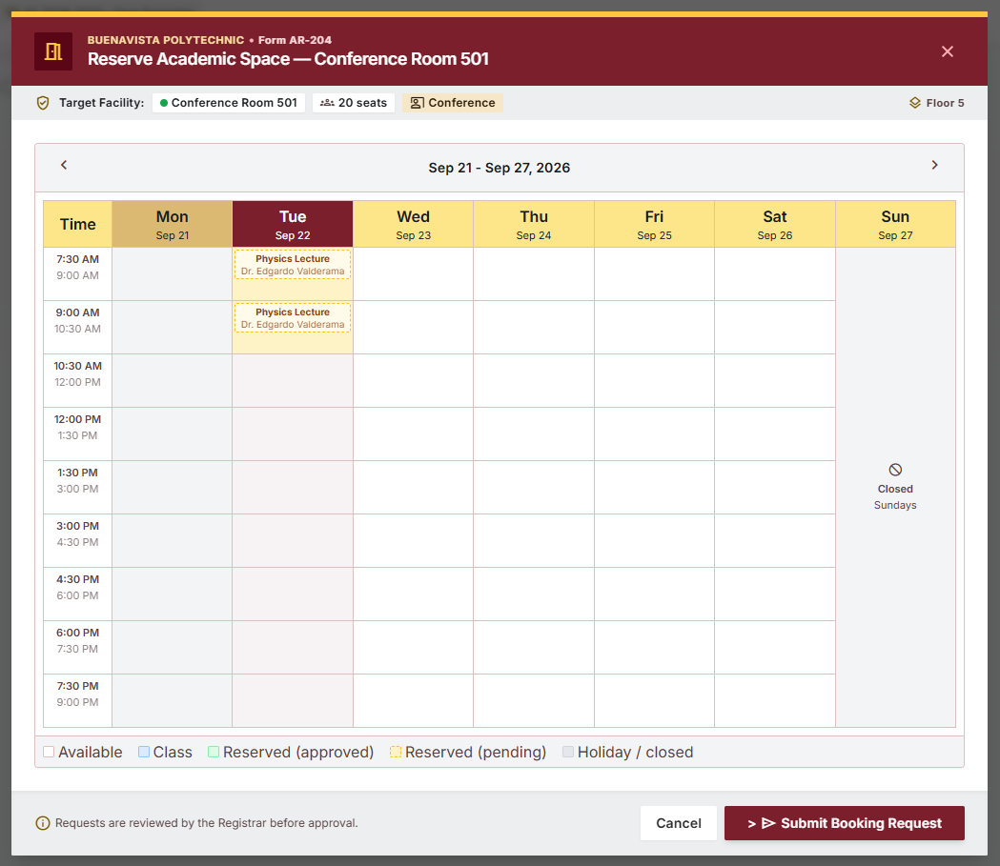 BUENAVISTA POLYTECHNIC • Form AR-204
Reserve Academic Space — Conference Room 501
Target Facility: Conference Room 501 20 seats Conference Floor 5
Sep 21 - Sep 27, 2026
Time Mon Tue Wed Thu Fri Sat Sun
Sep 21 Sep 22 Sep 23 Sep 24 Sep 25 Sep 26 Sep 27
7:30 AM Physics Lecture
9:00 AM Dr. Edgardo Valderama
9:00 AM Physics Lecture
10:30 AM Dr. Edgardo Valderama
10:30 AM
12:00 PM
12:00 PM
1:30 PM
1:30 PM
3:00 PM
Closed
Sundays
3:00 PM
4:30 PM
4:30 PM
6:00 PM
6:00 PM
7:30 PM
7:30 PM
9:00 PM
Available Class Reserved (approved) Reserved (pending) Holiday / closed
Requests are reviewed by the Registrar before approval.
Cancel
> Submit Booking Request